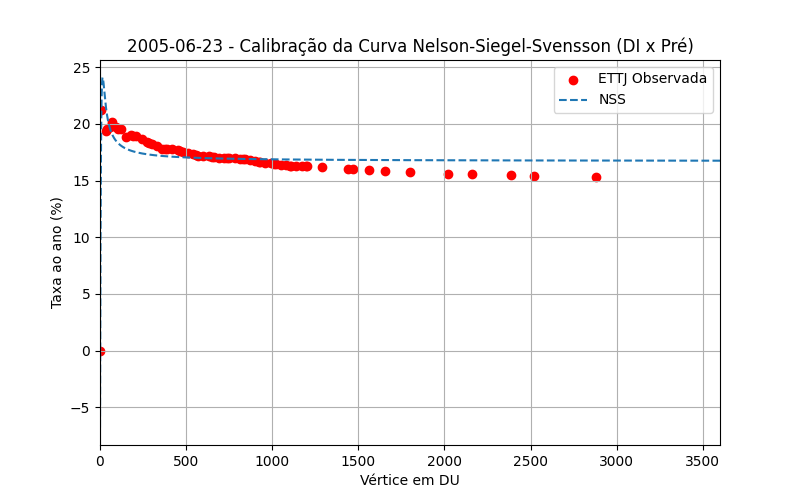 2005-06-23 - Calibração da Curva Nelson-Siegel-Svensson (DI x Pré)
ETTJ Observada
NSS
Taxa ao ano (%)
25
20
15
10
5
0
−5
0 500 1000 1500 2000 2500 3000 3500
Vértice em DU